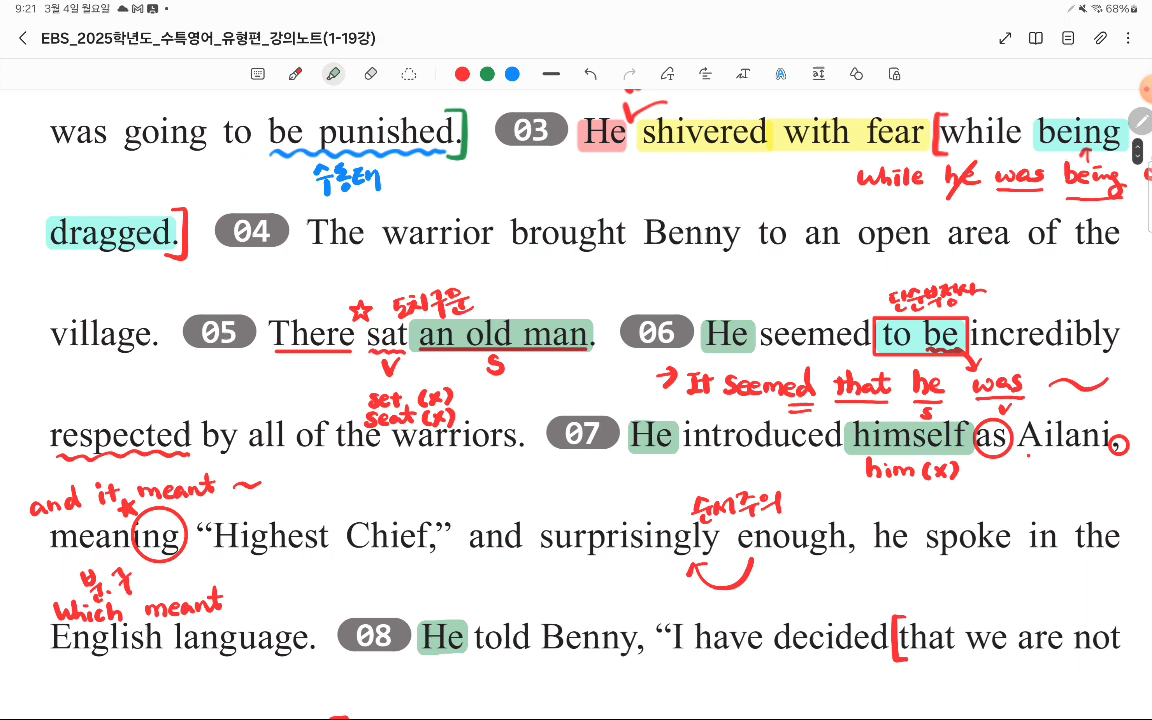 9:21 3월 4일 월요일 68%
EBS_2025학년도_수특영어_유형편_강의노트(1-19강)
was going to be punished. 03 He shivered with fear [while being
수동태
while he was being
dragged.] 04 The warrior brought Benny to an open area of the
도치구문 단순부정사
village. 05 There sat an old man. 06 He seemed to be incredibly
V S
→ It seemed that he was ~
S V
set (x)
seat (x)
respected by all of the warriors. 07 He introduced himself as Ailani,
him (x)
and it meant ~
순서주의
meaning “Highest Chief,” and surprisingly enough, he spoke in the
분.구
which meant
English language. 08 He told Benny, “I have decided [that we are not